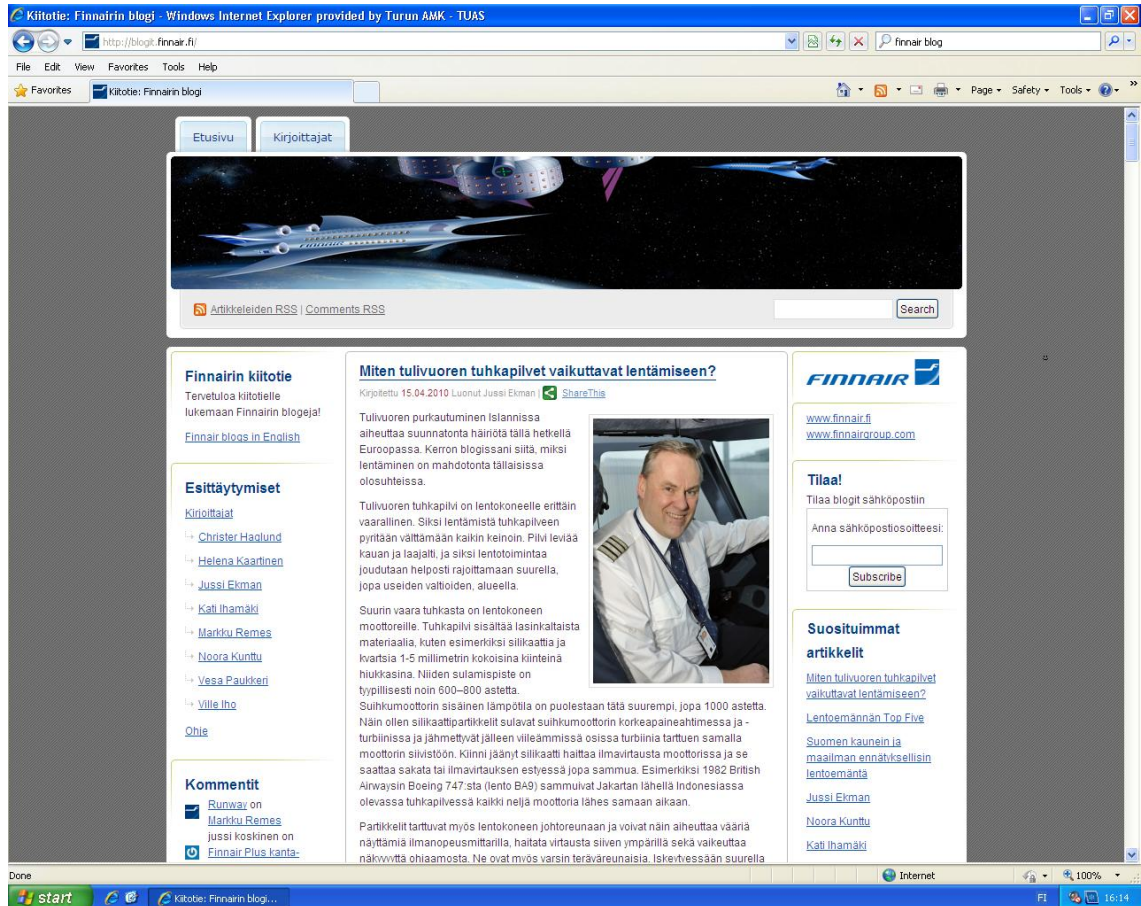 Kiitotie: Finnairin blogi - Windows Internet Explorer provided by Turun AMK - TUAS
http://blogit.finnair.fi/
finnair blog
File Edit View Favorites Tools Help
Favorites
Kiitotie: Finnairin blogi
Page Safety Tools
Etusivu
Kirjoittajat
FINNAIR
Artikkeleiden RSS | Comments RSS
Search
Finnairin kiitotie
Tervetuloa kiitotielle
lukemaan Finnairin blogeja!
Finnair blogs in English
Esittäytymiset
Kirjoittajat
Christer Haglund
Helena Kaartinen
Jussi Ekman
Kati Ihamäki
Markku Remes
Noora Kunttu
Vesa Paukkeri
Ville Iho
Ohje
Kommentit
Runway on
Markku Remes
jussi koskinen on
Finnair Plus kanta-
Miten tulivuoren tuhkapilvet vaikuttavat lentämiseen?
Kirjoitettu 15.04.2010 Luonut Jussi Ekman | ShareThis
Tulivuoren purkautuminen Islannissa
aiheuttaa suunnatonta häiriötä tällä hetkellä
Euroopassa. Kerron blogissani siitä, miksi
lentäminen on mahdotonta tällaisissa
olosuhteissa.
Tulivuoren tuhkapilvi on lentokoneelle erittäin
vaarallinen. Siksi lentämistä tuhkapilveen
pyritään välttämään kaikin keinoin. Pilvi leviää
kauan ja laajalti, ja siksi lentotoimintaa
joudutaan helposti rajoittamaan suurella,
jopa useiden valtioiden, alueella.
Suurin vaara tuhkasta on lentokoneen
moottoreille. Tuhkapilvi sisältää lasinkaltaista
materiaalia, kuten esimerkiksi silikaattia ja
kvartsia 1-5 millimetrin kokoisina kiinteinä
hiukkasina. Niiden sulamispiste on
tyypillisesti noin 600–800 astetta.
Suihkumoottorin sisäinen lämpötila on puolestaan tätä suurempi, jopa 1000 astetta.
Näin ollen silikaattipartikkelit sulavat suihkumoottorin korkeapaineahtimessa ja -
turbiinissa ja jähmettyvät jälleen viileämmissä osissa turbiinia tarttuen samalla
moottorin siivistöön. Kiinni jäänyt silikaatti haittaa ilmavirtausta moottorissa ja se
saattaa sakata tai ilmavirtauksen estyessä jopa sammua. Esimerkiksi 1982 British
Airwaysin Boeing 747:sta (lento BA9) sammuivat Jakartan lähellä Indonesiassa
olevassa tuhkapilvessä kaikki neljä moottoria lähes samaan aikaan.
Partikkelit tarttuvat myös lentokoneen johtoreunaan ja voivat näin aiheuttaa vääriä
näyttämiä ilmanopeusmittarilla, haitata virtausta siiven ympärillä sekä vaikeuttaa
näkyvyyttä ohjaamosta. Ne ovat myös varsin teräväreunaisia. Iskeytyessään suurella
FINNAIR
www.finnair.fi
www.finnairgroup.com
Tilaa!
Tilaa blogit sähköpostiin
Anna sähköpostiosoitteesi:
Subscribe
Suosituimmat
artikkelit
Miten tulivuoren tuhkapilvet
vaikuttavat lentämiseen?
Lentoemännän Top Five
Suomen kaunein ja
maailman ennätyksellisin
lentoemäntä
Jussi Ekman
Noora Kunttu
Kati Ihamäki
Done
Internet
100%
start
Kiitotie: Finnairin blogi...
FI
16:14